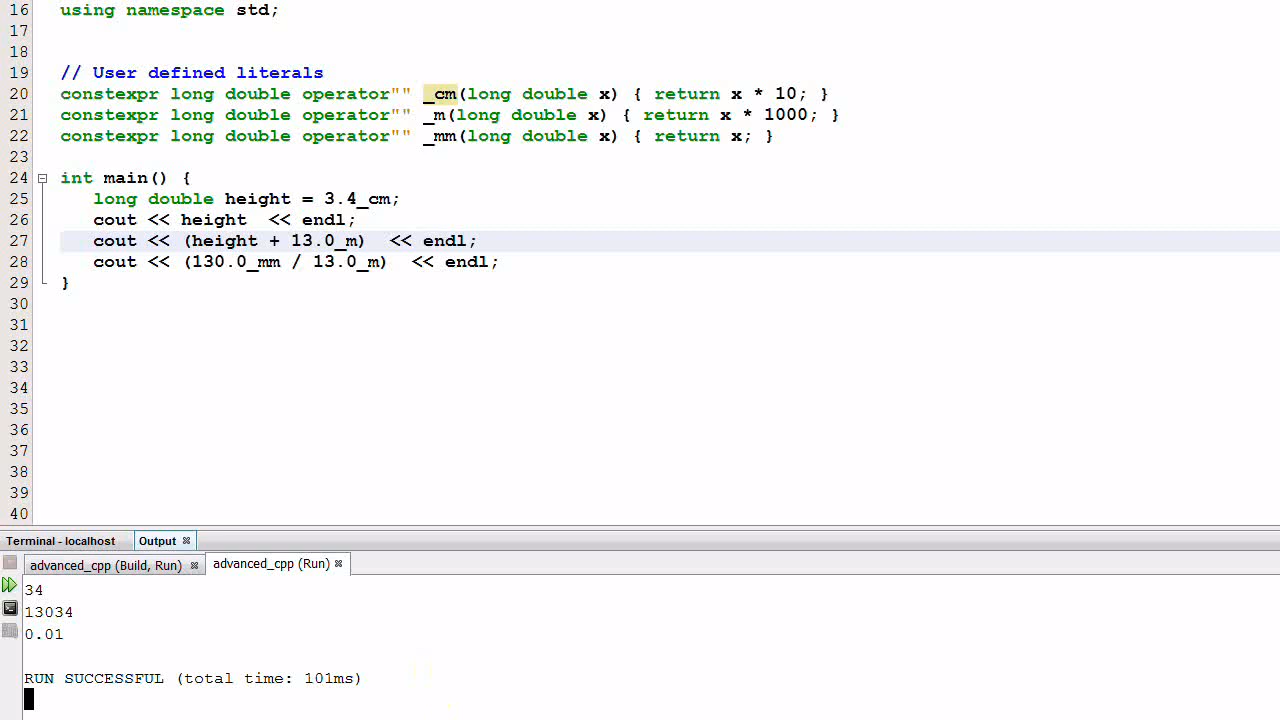 16 using namespace std;
17
18
19 // User defined literals
20 constexpr long double operator"" _cm(long double x) { return x * 10; }
21 constexpr long double operator"" _m(long double x) { return x * 1000; }
22 constexpr long double operator"" _mm(long double x) { return x; }
23
24 int main() {
25 long double height = 3.4_cm;
26 cout << height  << endl;
27 cout << (height + 13.0_m)  << endl;
28 cout << (130.0_mm / 13.0_m)  << endl;
29 }
30
31
32
33
34
35
36
37
38
39
40
Terminal - localhost Output
advanced_cpp (Build, Run) advanced_cpp (Run)
34
13034
0.01
RUN SUCCESSFUL (total time: 101ms)